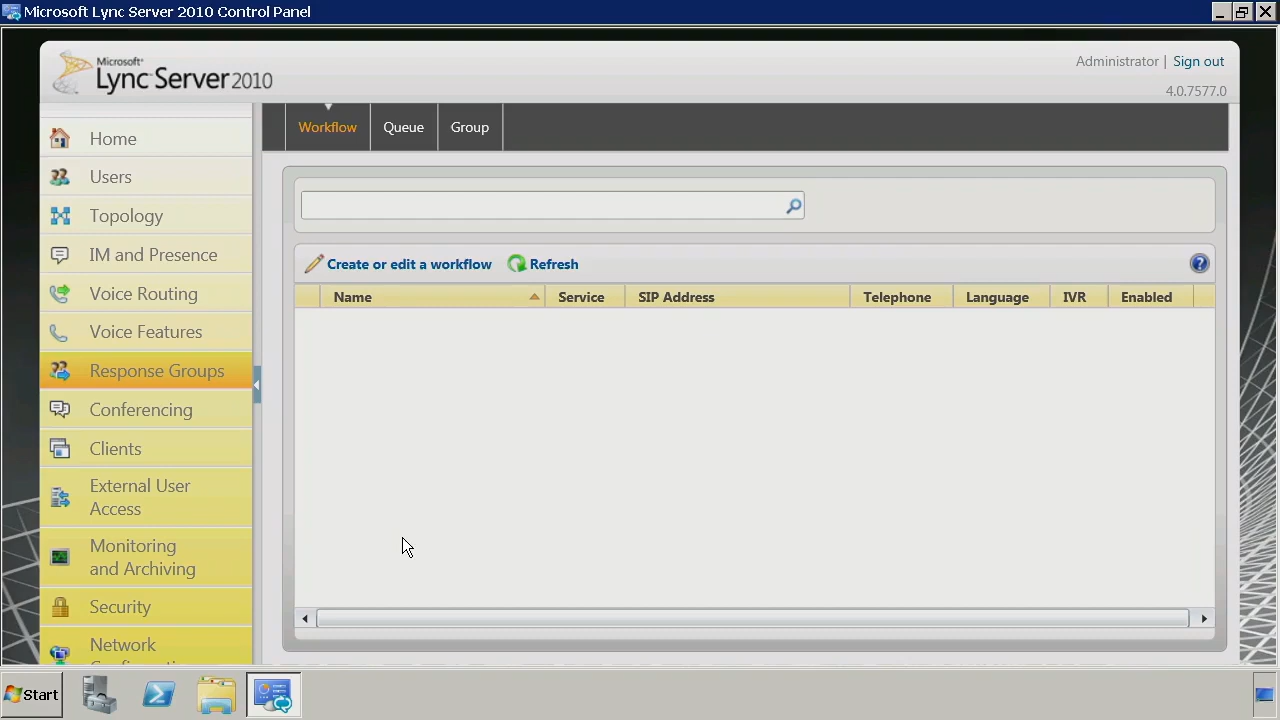 Microsoft Lync Server 2010 Control Panel
Microsoft®
Lync Server 2010
Administrator | Sign out
4.0.7577.0
Home
Users
Topology
IM and Presence
Voice Routing
Voice Features
Response Groups
Conferencing
Clients
External User
Access
Monitoring
and Archiving
Security
Network
Workflow Queue Group
Create or edit a workflow Refresh
Name Service SIP Address Telephone Language IVR Enabled
Start